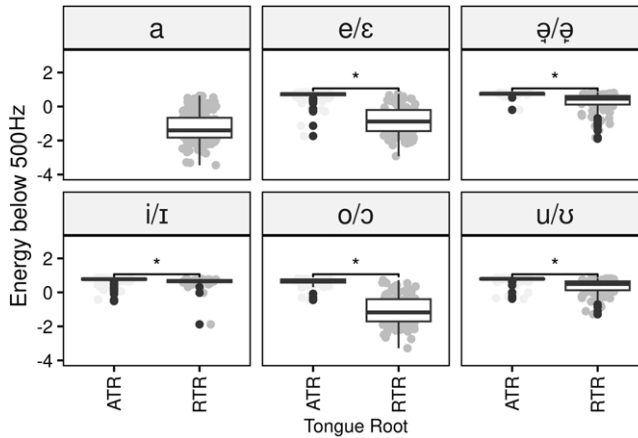 a e/ɛ ə̘/ə̙
2
0
-2
-4
* *
i/ɪ o/ɔ u/ʊ
2
0
-2
-4
* * *
Energy below 500Hz
ATR RTR ATR RTR ATR RTR
Tongue Root